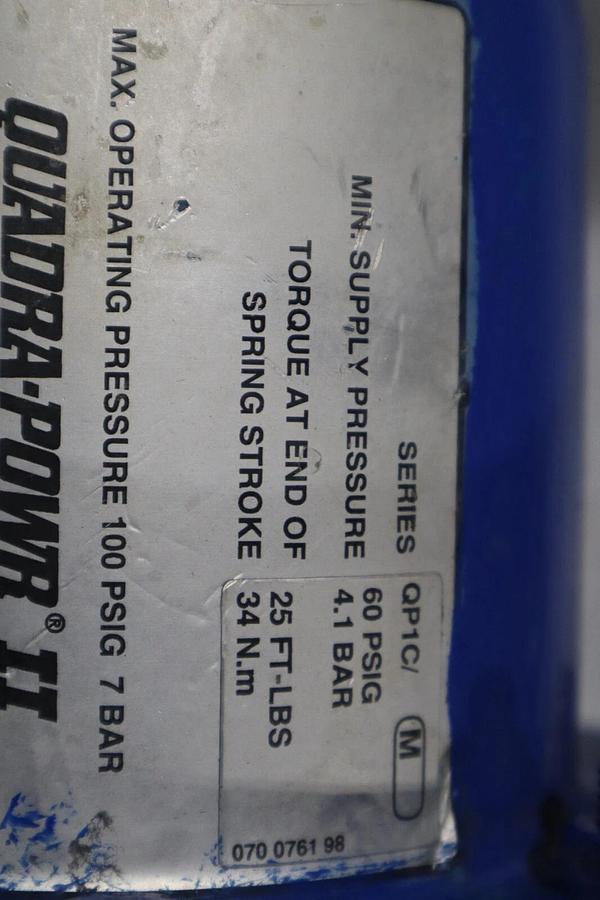 SERIES QP1C/ M
MIN. SUPPLY PRESSURE 60 PSIG
4.1 BAR
TORQUE AT END OF 25 FT-LBS
SPRING STROKE 34 N.m
070 0761 98
MAX. OPERATING PRESSURE 100 PSIG 7 BAR
QUADRA-POWR® II